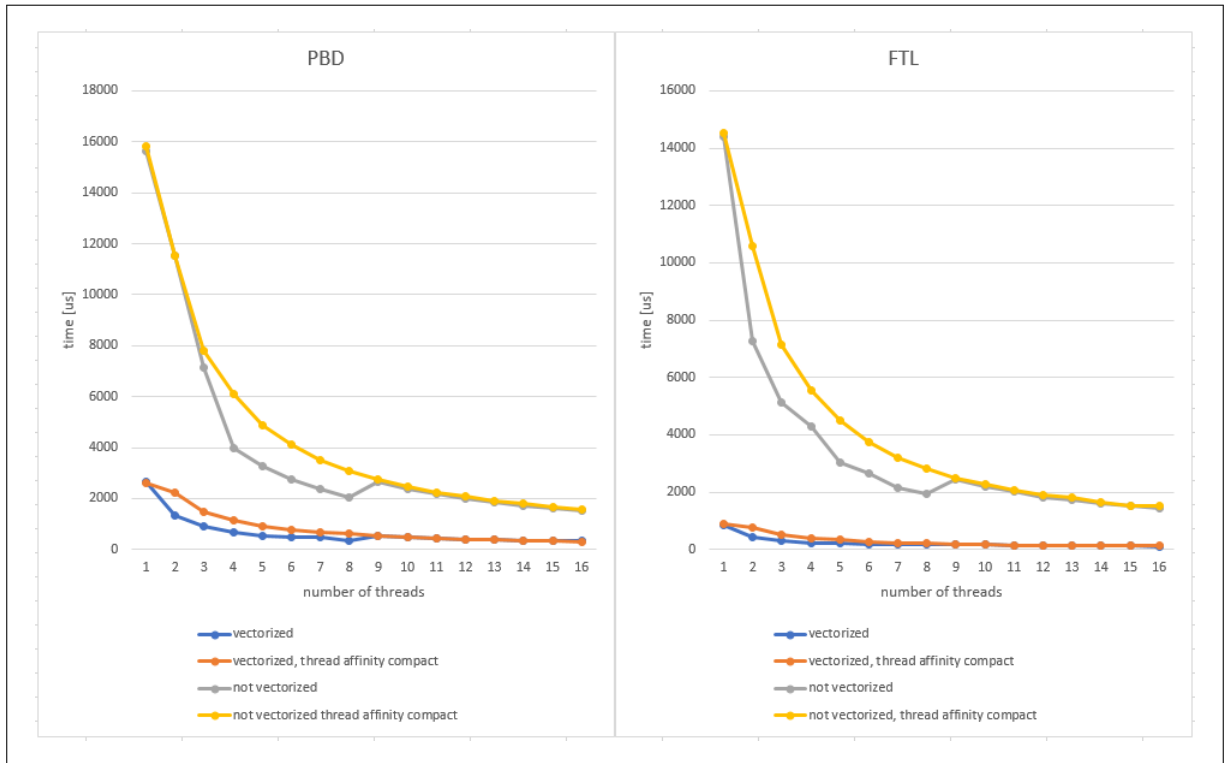 PBD
18000
16000
14000
12000
10000
8000
6000
4000
2000
0
time [us]
1 2 3 4 5 6 7 8 9 10 11 12 13 14 15 16
number of threads
vectorized
vectorized, thread affinity compact
not vectorized
not vectorized thread affinity compact
FTL
16000
14000
12000
10000
8000
6000
4000
2000
0
time [us]
1 2 3 4 5 6 7 8 9 10 11 12 13 14 15 16
number of threads
vectorized
vectorized, thread affinity compact
not vectorized
not vectorized, thread affinity compact